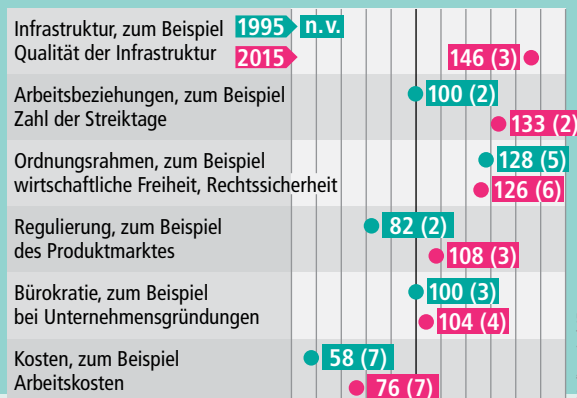 Infrastruktur, zum Beispiel 1995 n.v.
Qualität der Infrastruktur 2015 146 (3)
Arbeitsbeziehungen, zum Beispiel 100 (2)
Zahl der Streiktage 133 (2)
Ordnungsrahmen, zum Beispiel 128 (5)
wirtschaftliche Freiheit, Rechtssicherheit 126 (6)
Regulierung, zum Beispiel 82 (2)
des Produktmarktes 108 (3)
Bürokratie, zum Beispiel 100 (3)
bei Unternehmensgründungen 104 (4)
Kosten, zum Beispiel 58 (7)
Arbeitskosten 76 (7)